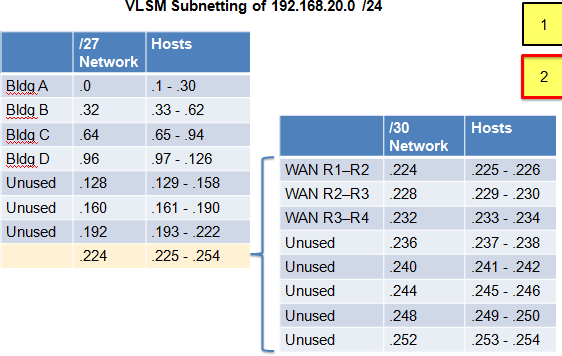 VLSM Subnetting of 192.168.20.0 /24
1
2
/27 Network Hosts
Bldg A .0 .1 - .30
Bldg B .32 .33 - .62
Bldg C .64 .65 - .94
Bldg D .96 .97 - .126
Unused .128 .129 - .158
Unused .160 .161 - .190
Unused .192 .193 - .222
.224 .225 - .254
/30 Network Hosts
WAN R1–R2 .224 .225 - .226
WAN R2–R3 .228 .229 - .230
WAN R3–R4 .232 .233 - .234
Unused .236 .237 - .238
Unused .240 .241 - .242
Unused .244 .245 - .246
Unused .248 .249 - .250
Unused .252 .253 - .254